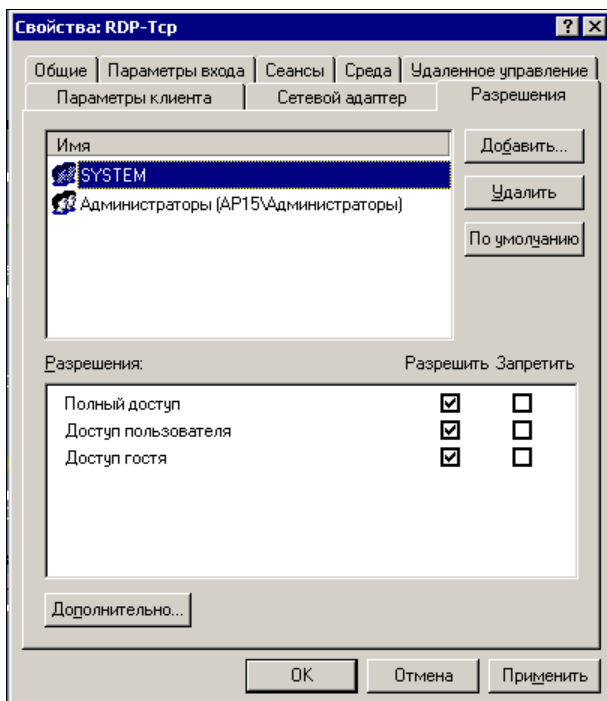 Свойства: RDP-Tcp
Общие Параметры входа Сеансы Среда Удаленное управление
Параметры клиента Сетевой адаптер Разрешения
Имя
SYSTEM
Администраторы (AP15\Администраторы)
Добавить...
Удалить
По умолчанию
Разрешения: Разрешить Запретить
Полный доступ
Доступ пользователя
Доступ гостя
Дополнительно...
OK Отмена Применить